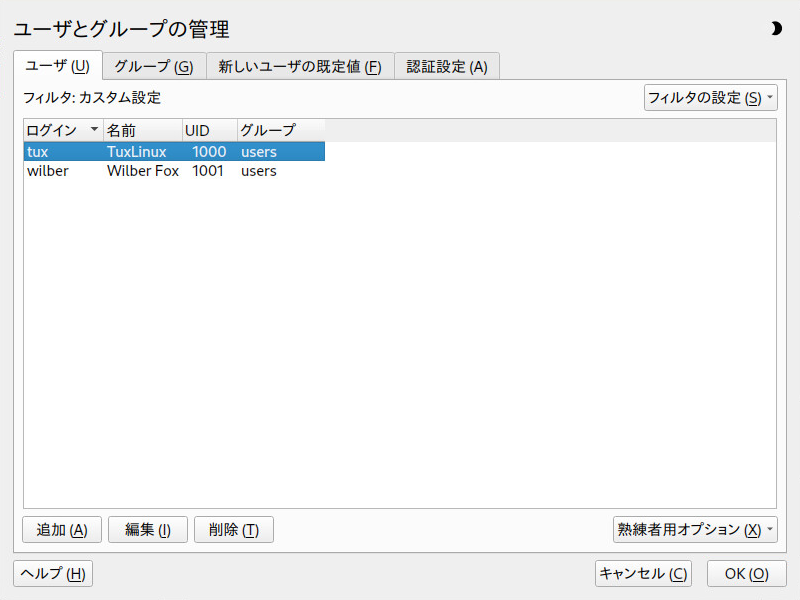 ユーザとグループの管理
ユーザ (U) グループ (G) 新しいユーザの既定値 (F) 認証設定 (A)
フィルタ: カスタム設定 フィルタの設定 (S)
ログイン 名前 UID グループ
tux TuxLinux 1000 users
wilber Wilber Fox 1001 users
追加 (A) 編集 (I) 削除 (T) 熟練者用オプション (X)
ヘルプ (H) キャンセル (C) OK (O)